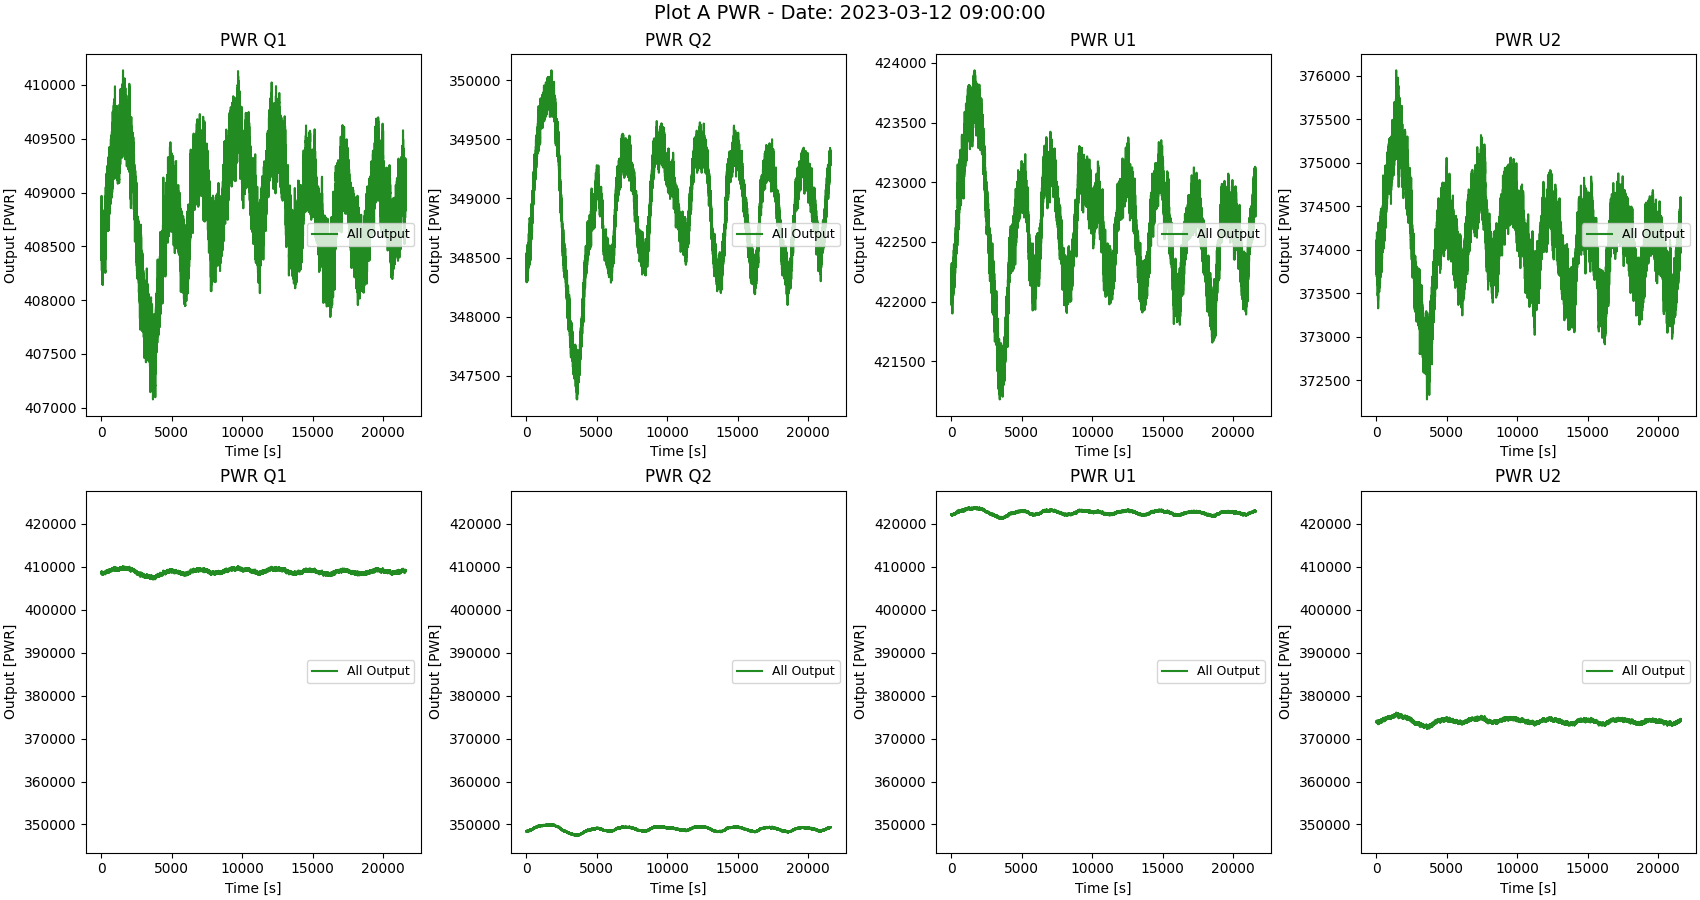 Plot A PWR - Date: 2023-03-12 09:00:00
PWR Q1
Output [PWR]
410000
409500
409000
408500
408000
407500
407000
All Output
0 5000 10000 15000 20000
Time [s]
PWR Q2
Output [PWR]
350000
349500
349000
348500
348000
347500
All Output
0 5000 10000 15000 20000
Time [s]
PWR U1
Output [PWR]
424000
423500
423000
422500
422000
421500
All Output
0 5000 10000 15000 20000
Time [s]
PWR U2
Output [PWR]
376000
375500
375000
374500
374000
373500
373000
372500
All Output
0 5000 10000 15000 20000
Time [s]
PWR Q1
Output [PWR]
420000
410000
400000
390000
380000
370000
360000
350000
All Output
0 5000 10000 15000 20000
Time [s]
PWR Q2
Output [PWR]
420000
410000
400000
390000
380000
370000
360000
350000
All Output
0 5000 10000 15000 20000
Time [s]
PWR U1
Output [PWR]
420000
410000
400000
390000
380000
370000
360000
350000
All Output
0 5000 10000 15000 20000
Time [s]
PWR U2
Output [PWR]
420000
410000
400000
390000
380000
370000
360000
350000
All Output
0 5000 10000 15000 20000
Time [s]